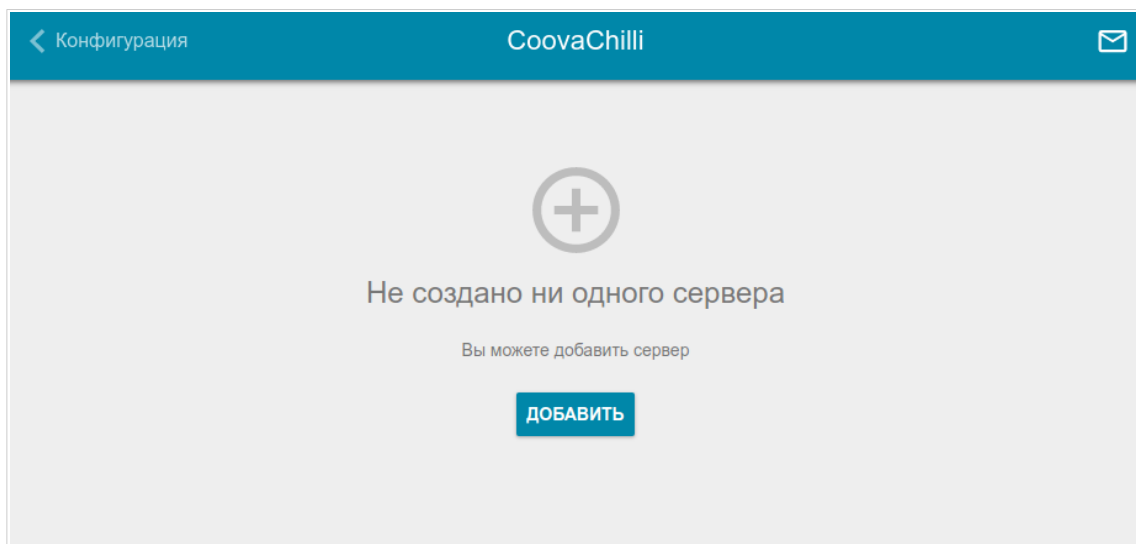 Конфигурация
CoovaChilli
Не создано ни одного сервера
Вы можете добавить сервер
ДОБАВИТЬ